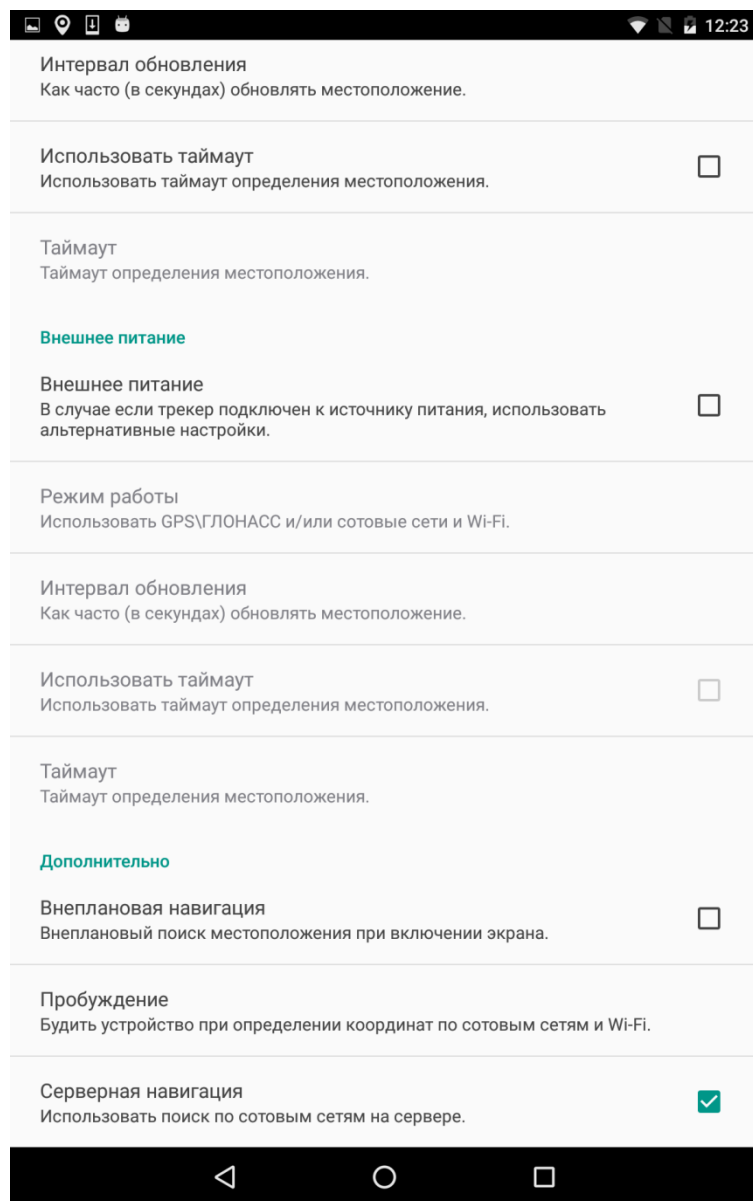 12:23
Интервал обновления
Как часто (в секундах) обновлять местоположение.
Использовать таймаут
Использовать таймаут определения местоположения.
Таймаут
Таймаут определения местоположения.
Внешнее питание
Внешнее питание
В случае если трекер подключен к источнику питания, использовать
альтернативные настройки.
Режим работы
Использовать GPS\ГЛОНАСС и/или сотовые сети и Wi-Fi.
Интервал обновления
Как часто (в секундах) обновлять местоположение.
Использовать таймаут
Использовать таймаут определения местоположения.
Таймаут
Таймаут определения местоположения.
Дополнительно
Внеплановая навигация
Внеплановый поиск местоположения при включении экрана.
Пробуждение
Будить устройство при определении координат по сотовым сетям и Wi-Fi.
Серверная навигация
Использовать поиск по сотовым сетям на сервере.